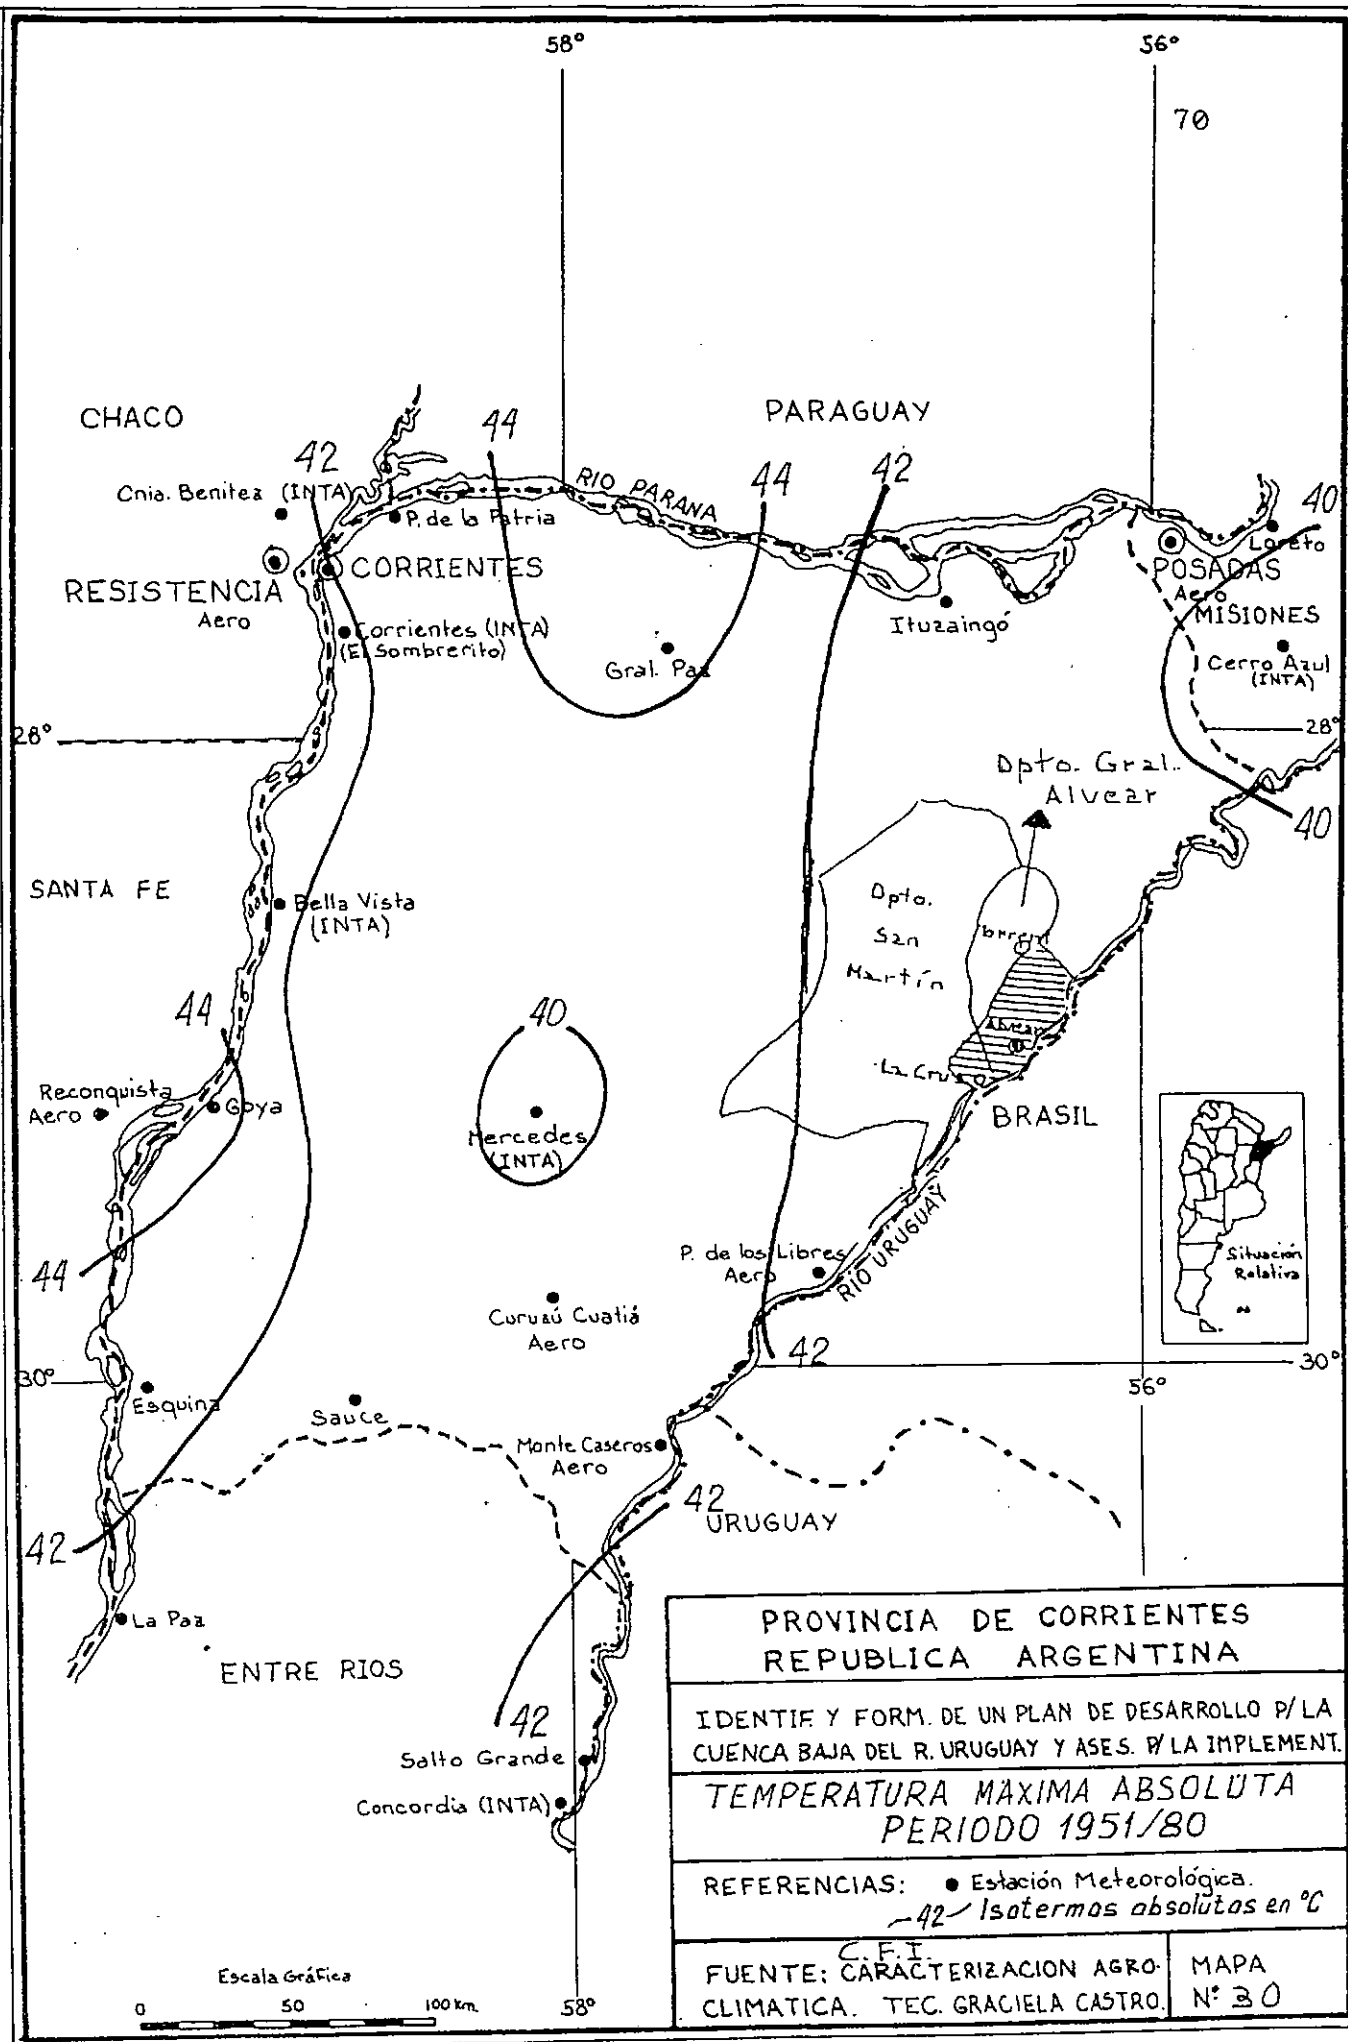 58°
56°
70
CHACO
PARAGUAY
44
42
44
42
40
RIO PARANA
Cnia. Benitez (INTA)
P. de la Patria
Loreto
CORRIENTES
POSADAS
Aero
RESISTENCIA
Aero
MISIONES
Corrientes (INTA)
(El Sombrerito)
Ituzaingó
Gral. Paz
Cerro Azul
(INTA)
28°
28°
Dpto. Gral.
Alvear
40
SANTA FE
Bella Vista
(INTA)
Dpto.
San
Martín
Torrent
Alvear
La Cruz
44
40
Reconquista
Aero
Goya
Mercedes
(INTA)
BRASIL
RIO URUGUAY
P. de los Libres
Aero
Situación
Relativa
44
Curuzú Cuatiá
Aero
42
30°
30°
56°
Esquina
Sauce
Monte Caseros
Aero
42
URUGUAY
42
La Paz
ENTRE RIOS
42
Salto Grande
Concordia (INTA)
58°
Escala Gráfica
0 50 100 km.
PROVINCIA DE CORRIENTES
REPUBLICA ARGENTINA
IDENTIF. Y FORM. DE UN PLAN DE DESARROLLO P/ LA
CUENCA BAJA DEL R. URUGUAY Y ASES. P/ LA IMPLEMENT.
TEMPERATURA MAXIMA ABSOLUTA
PERIODO 1951/80
REFERENCIAS: ● Estación Meteorológica.
42 Isotermas absolutas en °C
C.F.I.
FUENTE: CARACTERIZACION AGRO-
CLIMATICA. TEC. GRACIELA CASTRO.
MAPA
N° 30